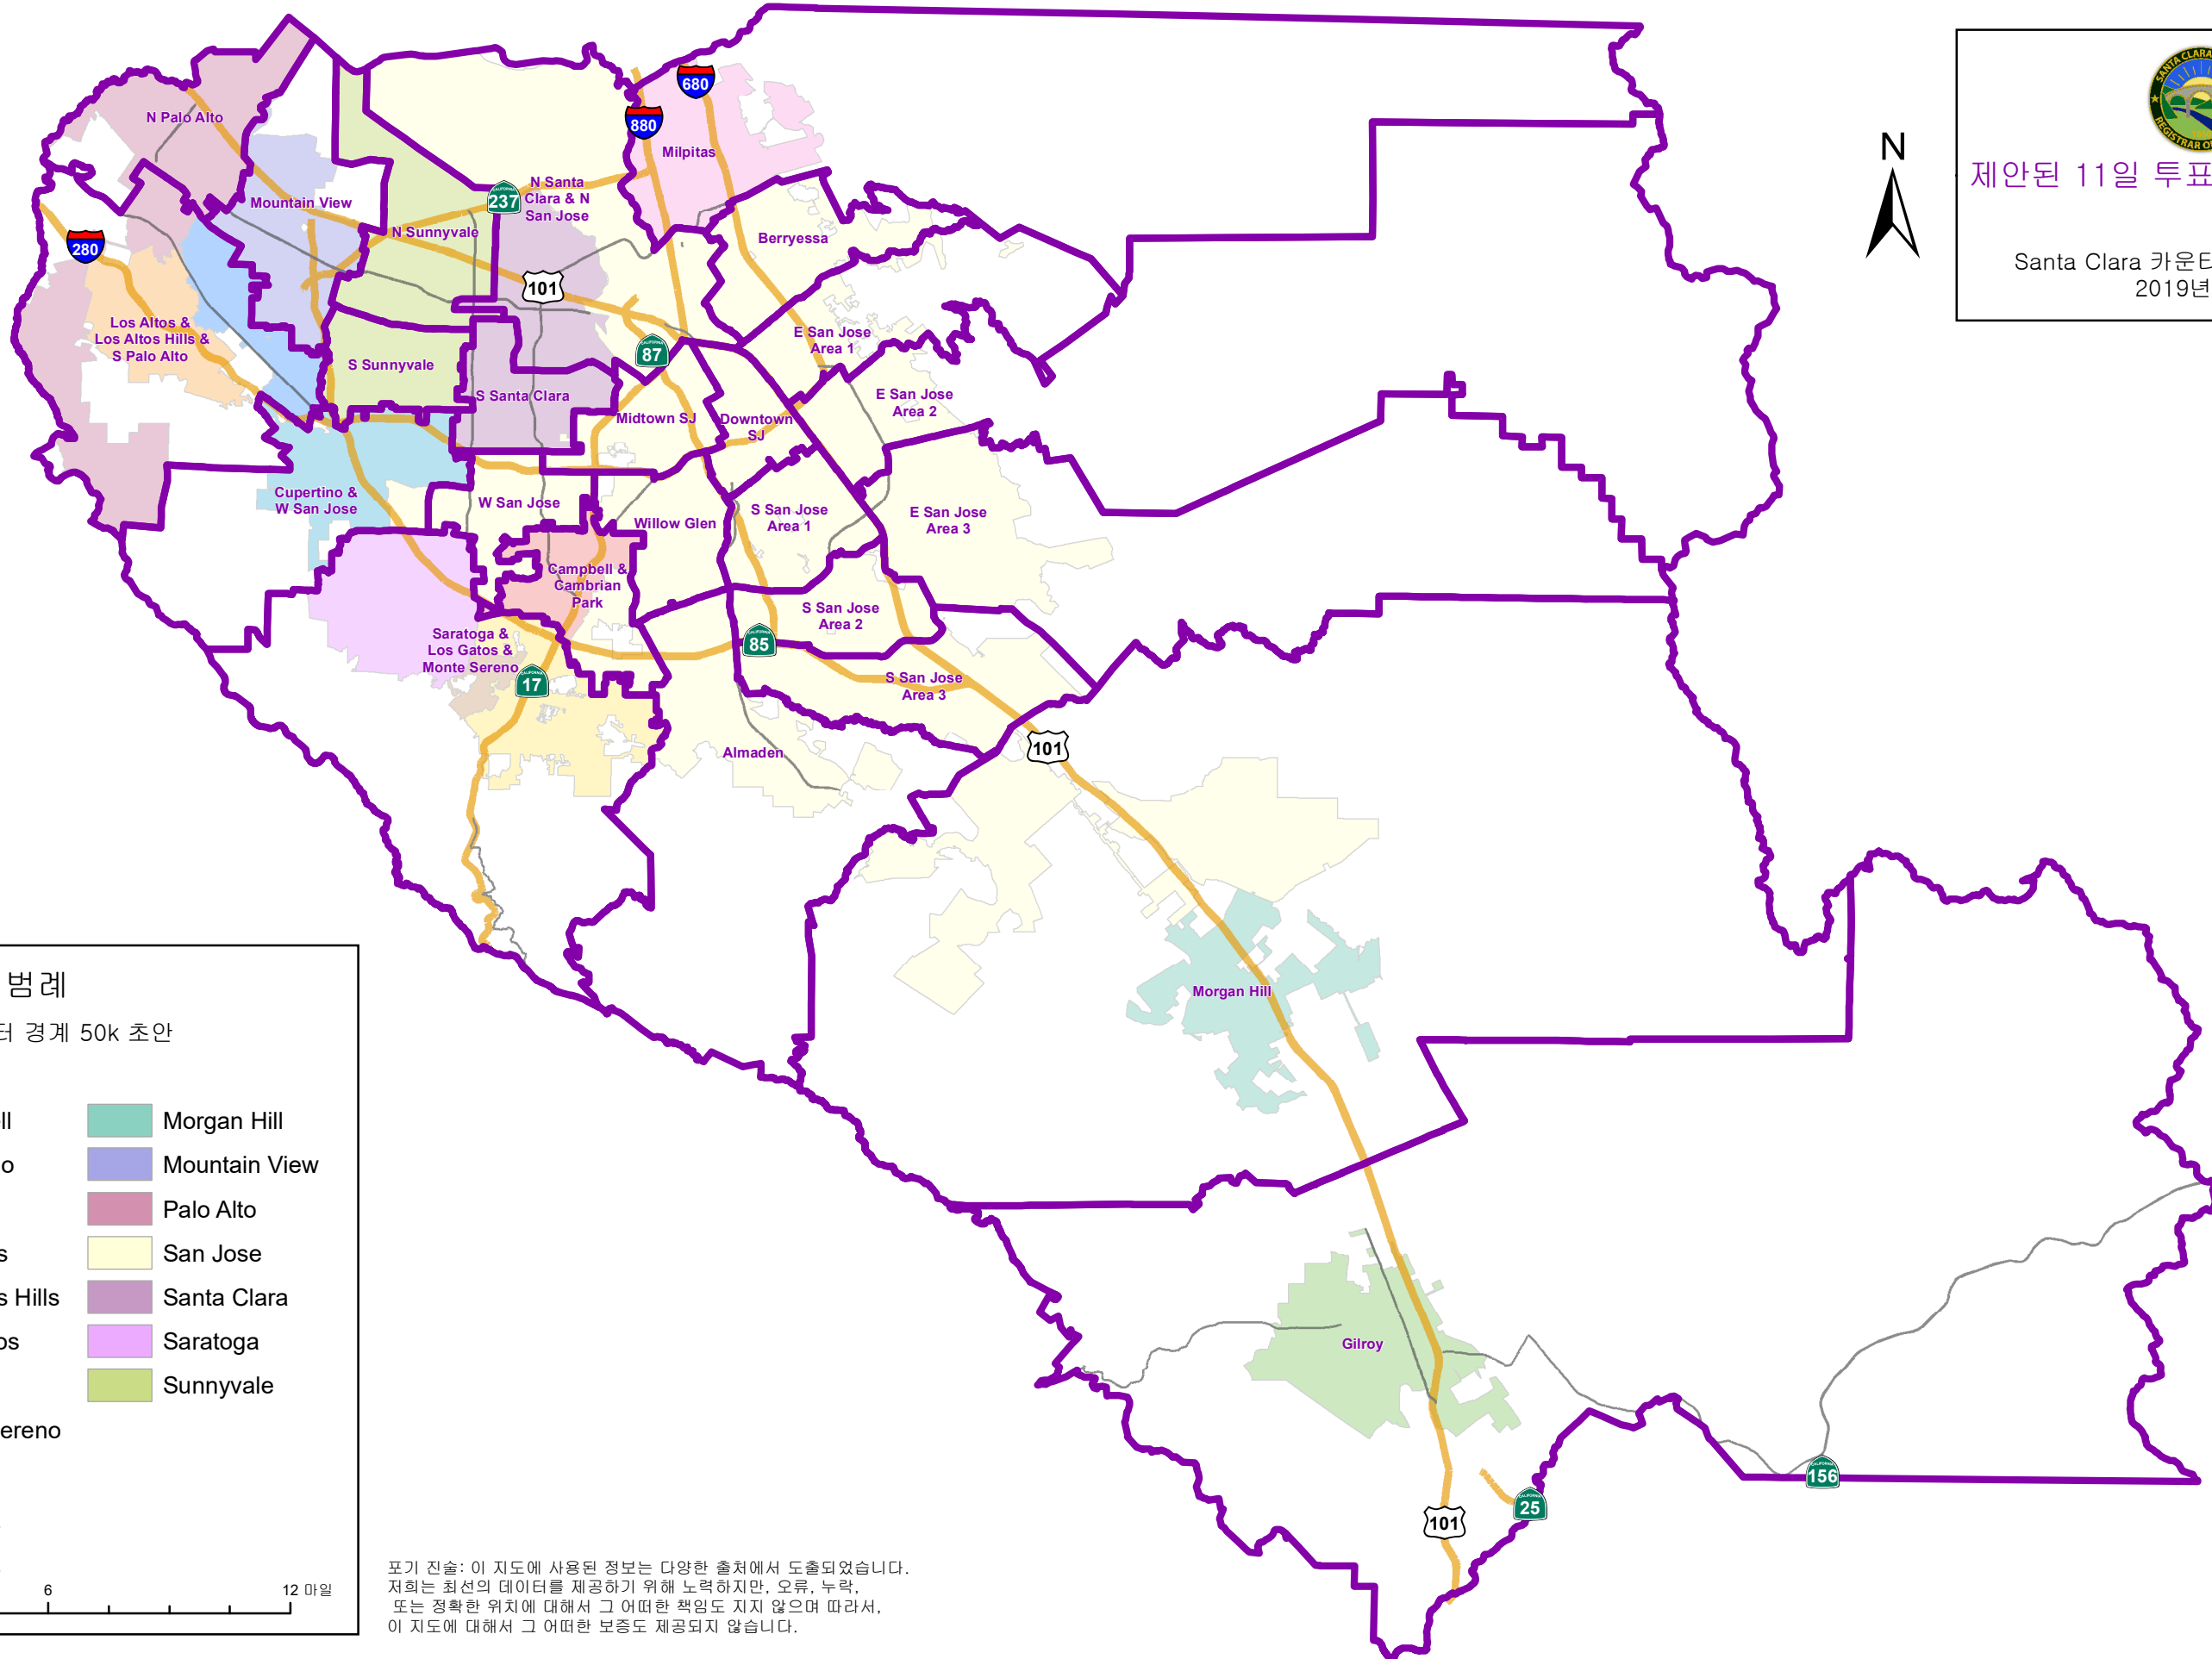 N Palo Alto
680
880
Milpitas
Mountain View
237
N Santa
Clara & N
San Jose
N Sunnyvale
Berryessa
280
101
Los Altos &
Los Altos Hills &
S Palo Alto
E San Jose
Area 1
87
S Sunnyvale
S Santa Clara
E San Jose
Area 2
Midtown SJ
Downtown
SJ
Cupertino &
W San Jose
W San Jose
Willow Glen
S San Jose
Area 1
E San Jose
Area 3
Campbell &
Cambrian
Park
S San Jose
Area 2
Saratoga &
Los Gatos &
Monte Sereno
85
17
S San Jose
Area 3
Almaden
101
Morgan Hill
Gilroy
156
25
101
N
SANTA CLARA
REGISTRAR O
제안된 11일 투표
Santa Clara 카운티
2019년
범례
터 경계 50k 초안
ll
o
s
s Hills
os
ereno
Morgan Hill
Mountain View
Palo Alto
San Jose
Santa Clara
Saratoga
Sunnyvale
6
12 마일
포기 진술: 이 지도에 사용된 정보는 다양한 출처에서 도출되었습니다.
저희는 최선의 데이터를 제공하기 위해 노력하지만, 오류, 누락,
또는 정확한 위치에 대해서 그 어떠한 책임도 지지 않으며 따라서,
이 지도에 대해서 그 어떠한 보증도 제공되지 않습니다.